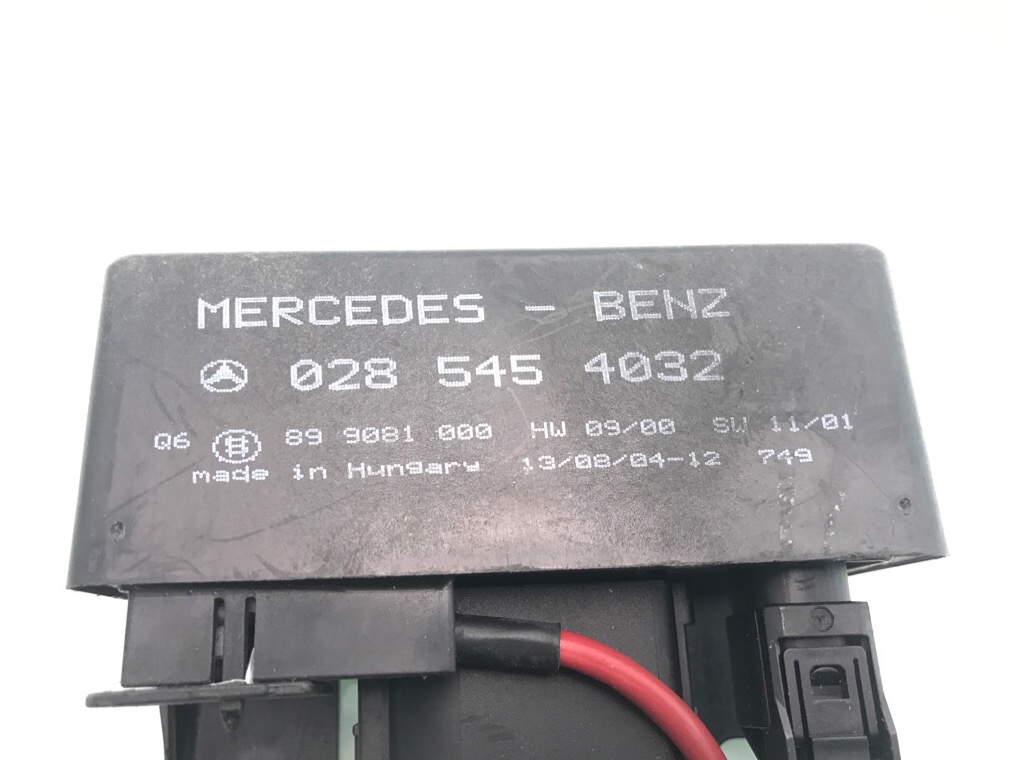 MERCEDES - BENZ
028 545 4032
Q6 89 9081 000 HW 09/00 SW 11/01
made in Hungary 13/08/04-12 749